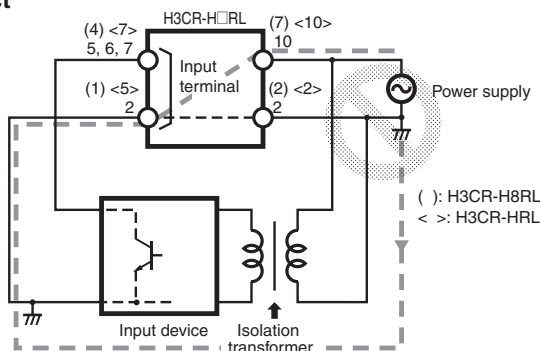 ct
H3CR-H□RL
(4) <7>
5, 6, 7
(7) <10>
10
Input
terminal
(1) <5>
2
(2) <2>
2
Power supply
( ): H3CR-H8RL
< >: H3CR-HRL
Input device
Isolation
transformer